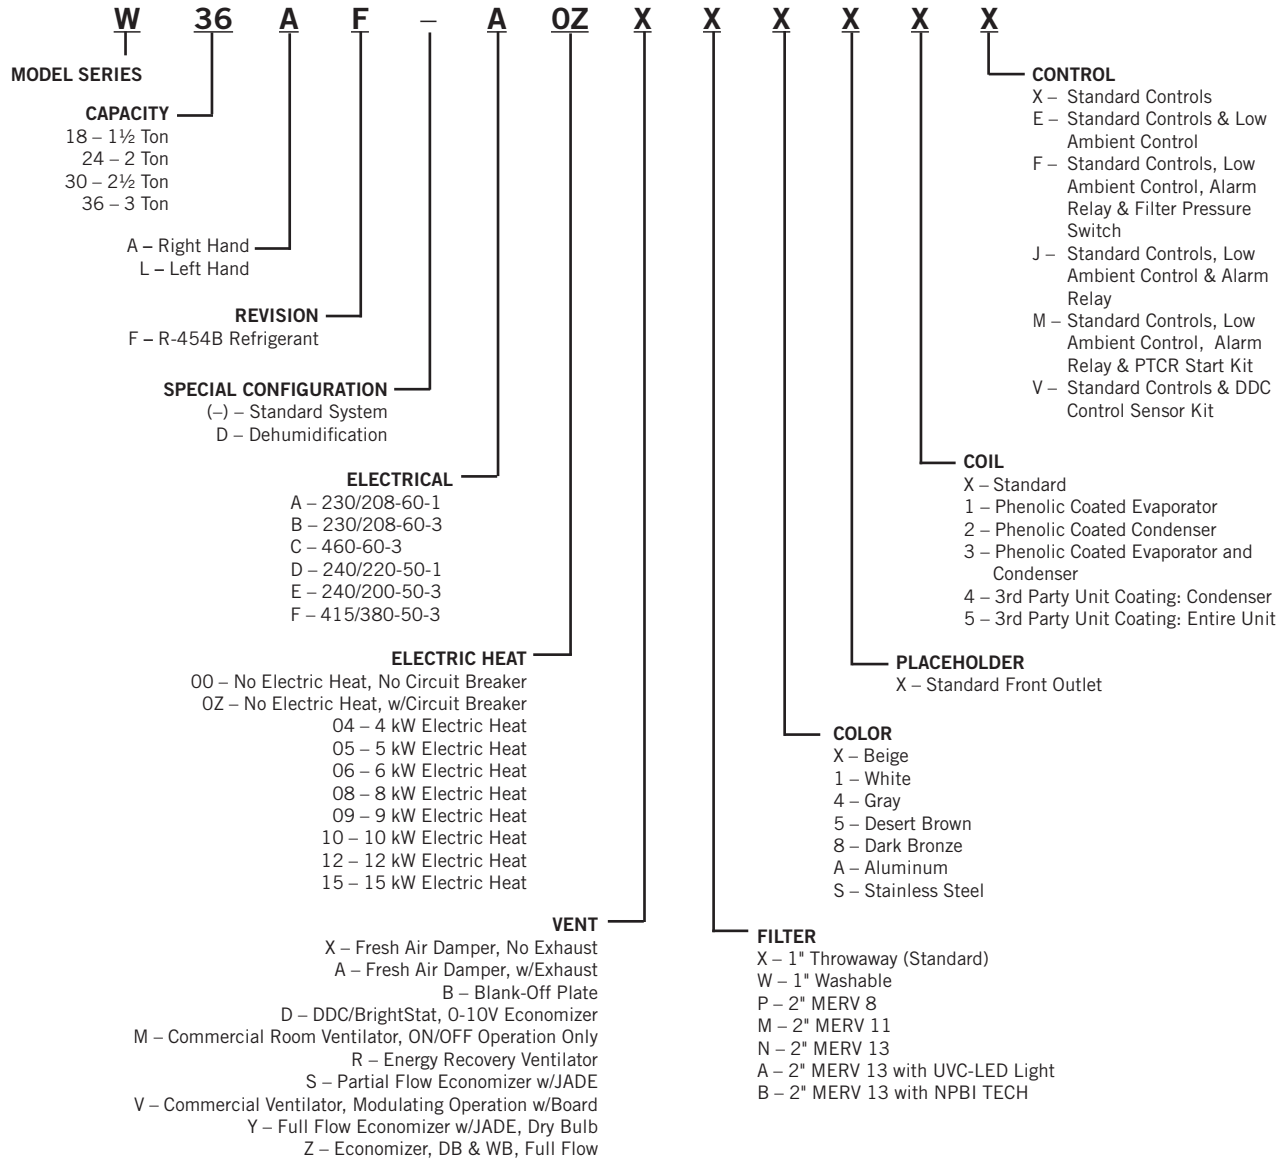 W 36 A F – A 0Z X X X X X X
MODEL SERIES
CAPACITY
18 – 1½ Ton
24 – 2 Ton
30 – 2½ Ton
36 – 3 Ton
A – Right Hand
L – Left Hand
REVISION
F – R-454B Refrigerant
SPECIAL CONFIGURATION
(–) – Standard System
D – Dehumidification
ELECTRICAL
A – 230/208-60-1
B – 230/208-60-3
C – 460-60-3
D – 240/220-50-1
E – 240/200-50-3
F – 415/380-50-3
ELECTRIC HEAT
00 – No Electric Heat, No Circuit Breaker
0Z – No Electric Heat, w/Circuit Breaker
04 – 4 kW Electric Heat
05 – 5 kW Electric Heat
06 – 6 kW Electric Heat
08 – 8 kW Electric Heat
09 – 9 kW Electric Heat
10 – 10 kW Electric Heat
12 – 12 kW Electric Heat
15 – 15 kW Electric Heat
VENT
X – Fresh Air Damper, No Exhaust
A – Fresh Air Damper, w/Exhaust
B – Blank-Off Plate
D – DDC/BrightStat, 0-10V Economizer
M – Commercial Room Ventilator, ON/OFF Operation Only
R – Energy Recovery Ventilator
S – Partial Flow Economizer w/JADE
V – Commercial Ventilator, Modulating Operation w/Board
Y – Full Flow Economizer w/JADE, Dry Bulb
Z – Economizer, DB & WB, Full Flow
FILTER
X – 1" Throwaway (Standard)
W – 1" Washable
P – 2" MERV 8
M – 2" MERV 11
N – 2" MERV 13
A – 2" MERV 13 with UVC-LED Light
B – 2" MERV 13 with NPBI TECH
COLOR
X – Beige
1 – White
4 – Gray
5 – Desert Brown
8 – Dark Bronze
A – Aluminum
S – Stainless Steel
PLACEHOLDER
X – Standard Front Outlet
COIL
X – Standard
1 – Phenolic Coated Evaporator
2 – Phenolic Coated Condenser
3 – Phenolic Coated Evaporator and
Condenser
4 – 3rd Party Unit Coating: Condenser
5 – 3rd Party Unit Coating: Entire Unit
CONTROL
X – Standard Controls
E – Standard Controls & Low
Ambient Control
F – Standard Controls, Low
Ambient Control, Alarm
Relay & Filter Pressure
Switch
J – Standard Controls, Low
Ambient Control & Alarm
Relay
M – Standard Controls, Low
Ambient Control, Alarm
Relay & PTCR Start Kit
V – Standard Controls & DDC
Control Sensor Kit